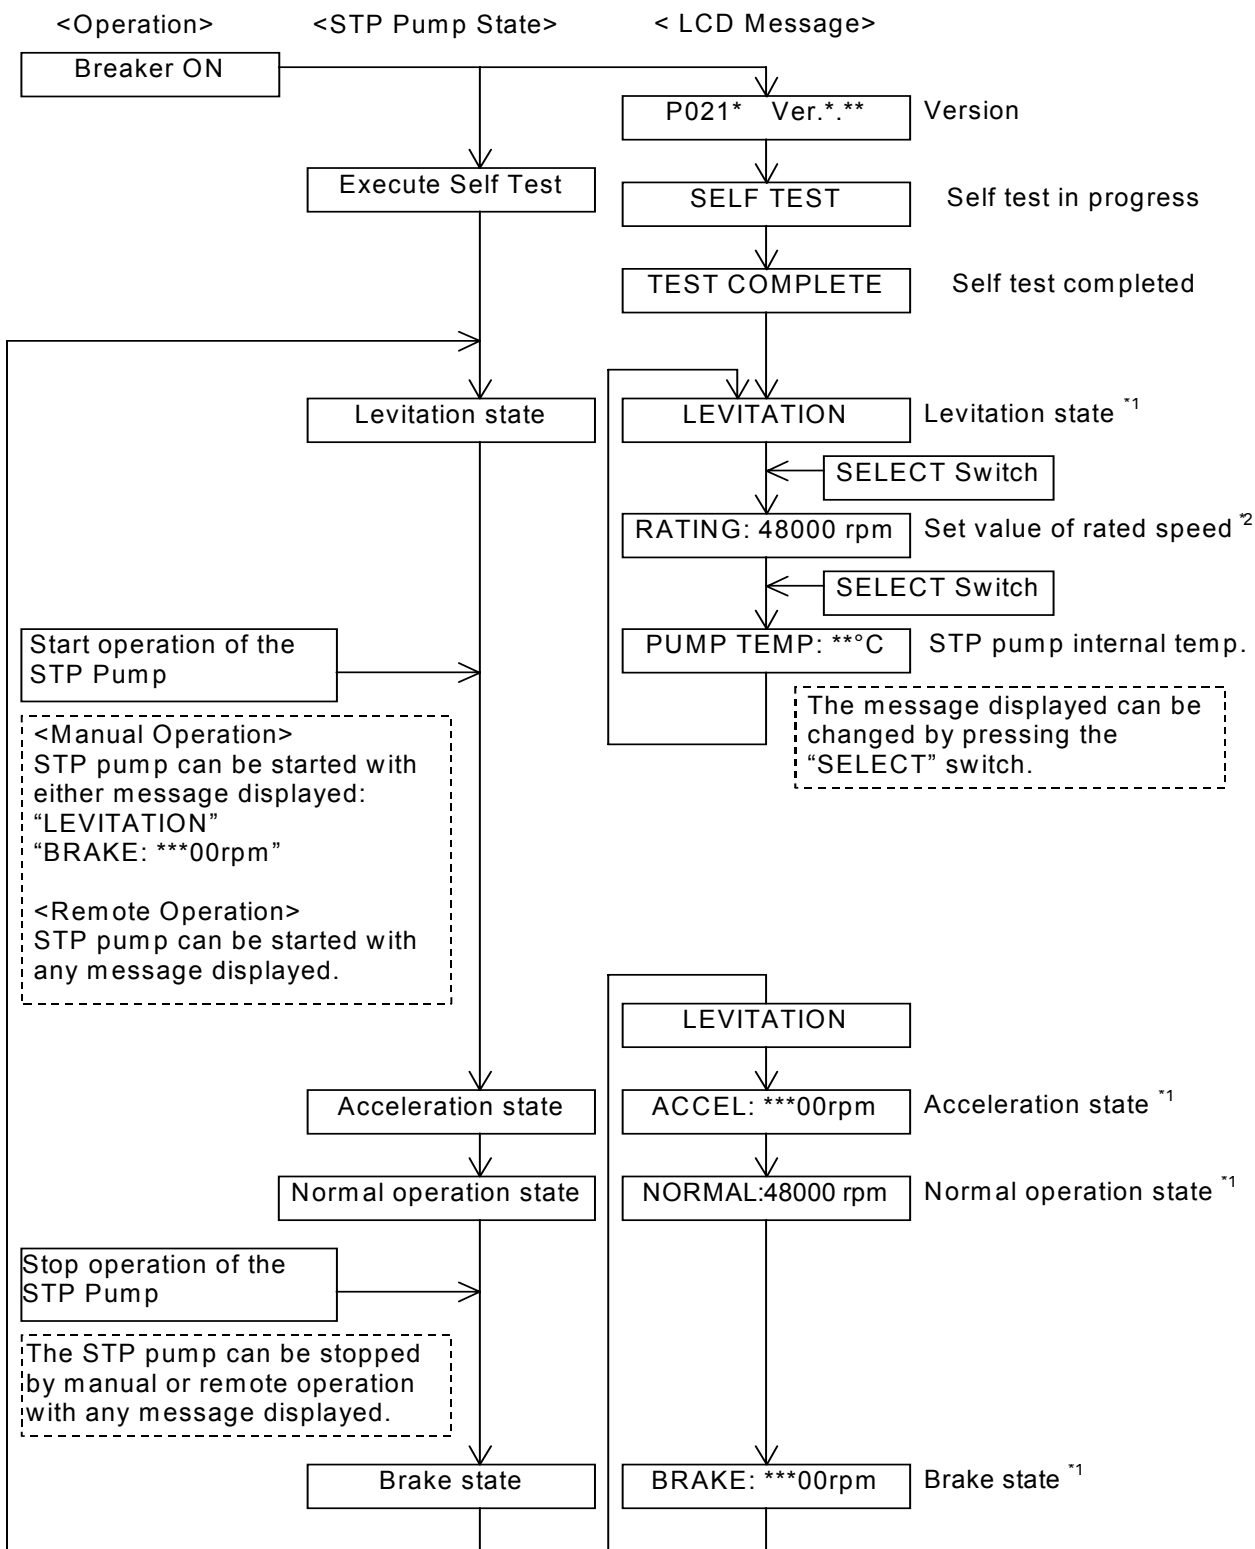 <Operation>
<STP Pump State>
< LCD Message>
Breaker ON
P021* Ver.*.**
Version
Execute Self Test
SELF TEST
Self test in progress
TEST COMPLETE
Self test completed
Levitation state
LEVITATION
Levitation state *1
SELECT Switch
RATING: 48000 rpm
Set value of rated speed *2
SELECT Switch
Start operation of the
STP Pump
PUMP TEMP: **°C
STP pump internal temp.
The message displayed can be
changed by pressing the
“SELECT” switch.
<Manual Operation>
STP pump can be started with
either message displayed:
“LEVITATION”
“BRAKE: ***00rpm”
<Remote Operation>
STP pump can be started with
any message displayed.
LEVITATION
Acceleration state
ACCEL: ***00rpm
Acceleration state *1
Normal operation state
NORMAL:48000 rpm
Normal operation state *1
Stop operation of the
STP Pump
The STP pump can be stopped
by manual or remote operation
with any message displayed.
Brake state
BRAKE: ***00rpm
Brake state *1